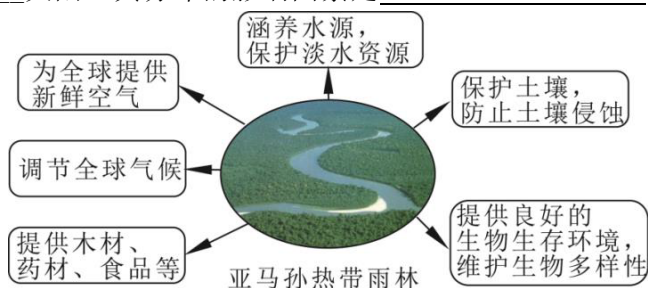 涵养水源，
保护淡水资源
为全球提供
新鲜空气
保护土壤，
防止土壤侵蚀
调节全球气候
提供木材、
药材、食品等
提供良好的
生物生存环境，
维护生物多样性
亚马孙热带雨林